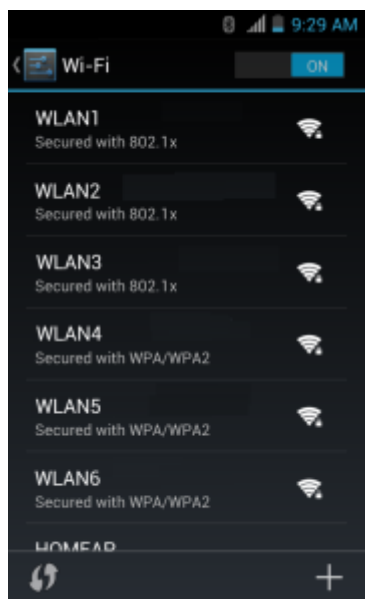 9:29 AM
Wi-Fi
ON
WLAN1
Secured with 802.1x
WLAN2
Secured with 802.1x
WLAN3
Secured with 802.1x
WLAN4
Secured with WPA/WPA2
WLAN5
Secured with WPA/WPA2
WLAN6
Secured with WPA/WPA2
HOMEAP